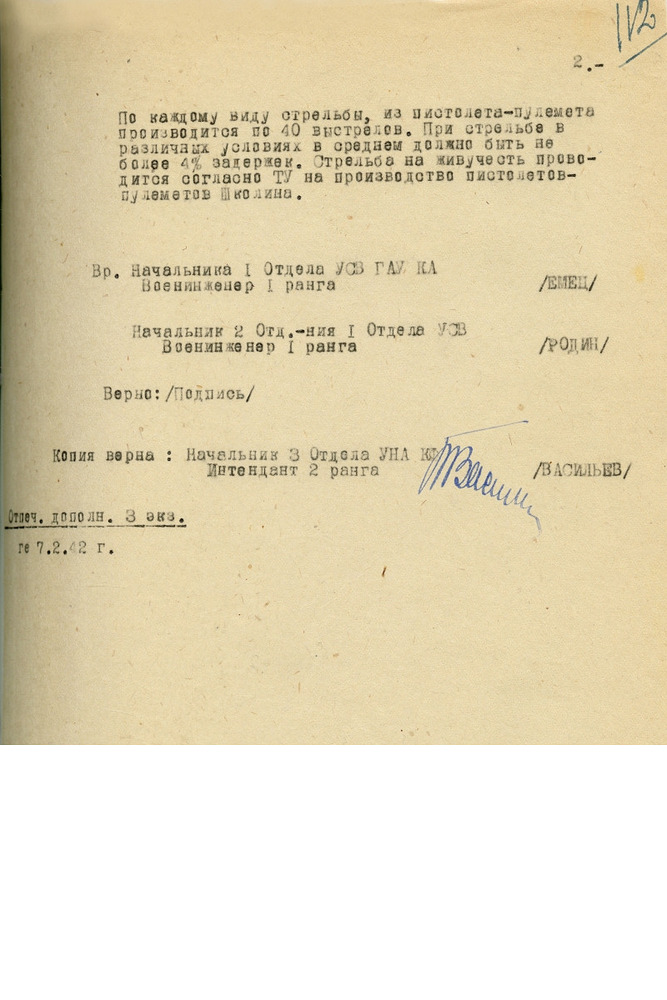 112
2.-
По каждому виду стрельбы, из пистолета-пулемета
производится по 40 выстрелов. При стрельбе в
различных условиях в среднем должно быть не
более 4% задержек. Стрельба на живучесть прово-
дится согласно ТУ на производство пистолетов-
пулеметов Школина.
Вр. Начальника I Отдела УСВ ГАУ КА
Военинженер I ранга /ЕМЕЦ/
Начальник 2 Отд.-ния I Отдела УСВ
Военинженер I ранга /РОДИН/
Верно:/Подпись/
Копия верна : Начальник 3 Отдела УНА КА
Интендант 2 ранга /ВАСИЛЬЕВ/
Отпеч. дополн. 3 экз.
ге 7.2.42 г.